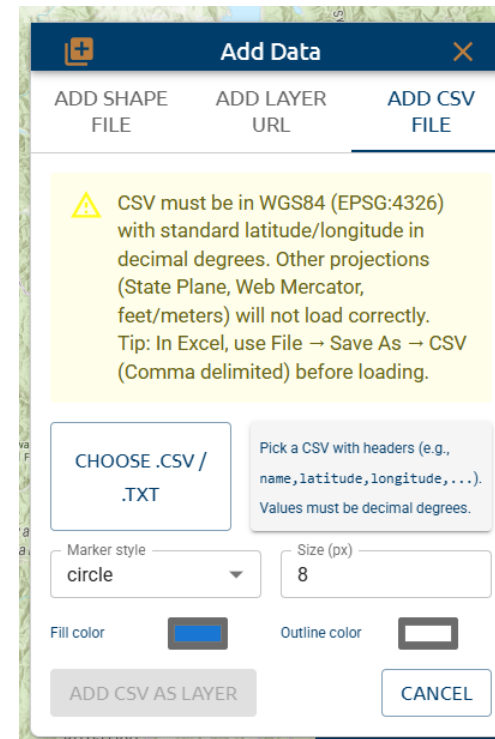 Add Data
ADD SHAPE
FILE
ADD LAYER
URL
ADD CSV
FILE
CSV must be in WGS84 (EPSG:4326)
with standard latitude/longitude in
decimal degrees. Other projections
(State Plane, Web Mercator,
feet/meters) will not load correctly.
Tip: In Excel, use File → Save As → CSV
(Comma delimited) before loading.
CHOOSE .CSV /
.TXT
Pick a CSV with headers (e.g.,
name,latitude,longitude,...).
Values must be decimal degrees.
Marker style
circle
Size (px)
8
Fill color
Outline color
ADD CSV AS LAYER
CANCEL